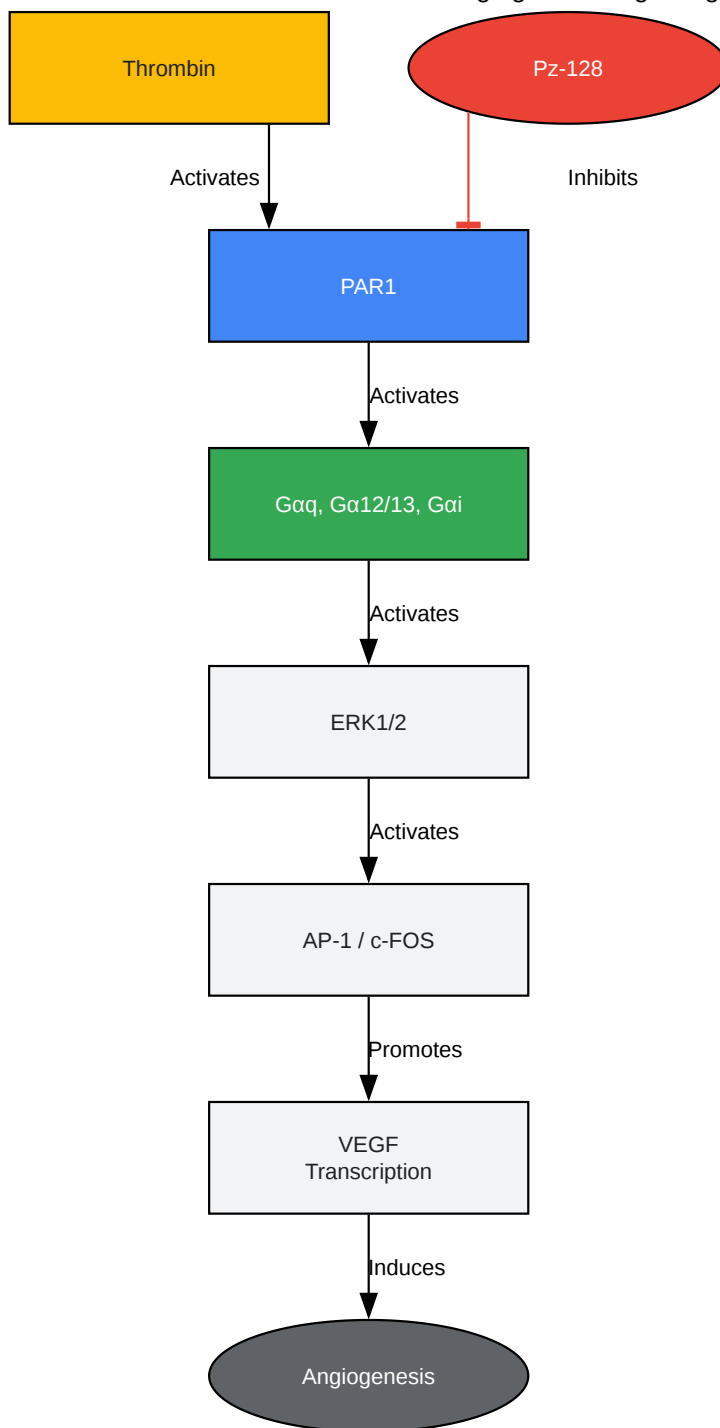 Thrombin
Pz-128
Activates
Inhibits
PAR1
Activates
Gαq, Gα12/13, Gαi
Activates
ERK1/2
Activates
AP-1 / c-FOS
Promotes
VEGF
Transcription
Induces
Angiogenesis